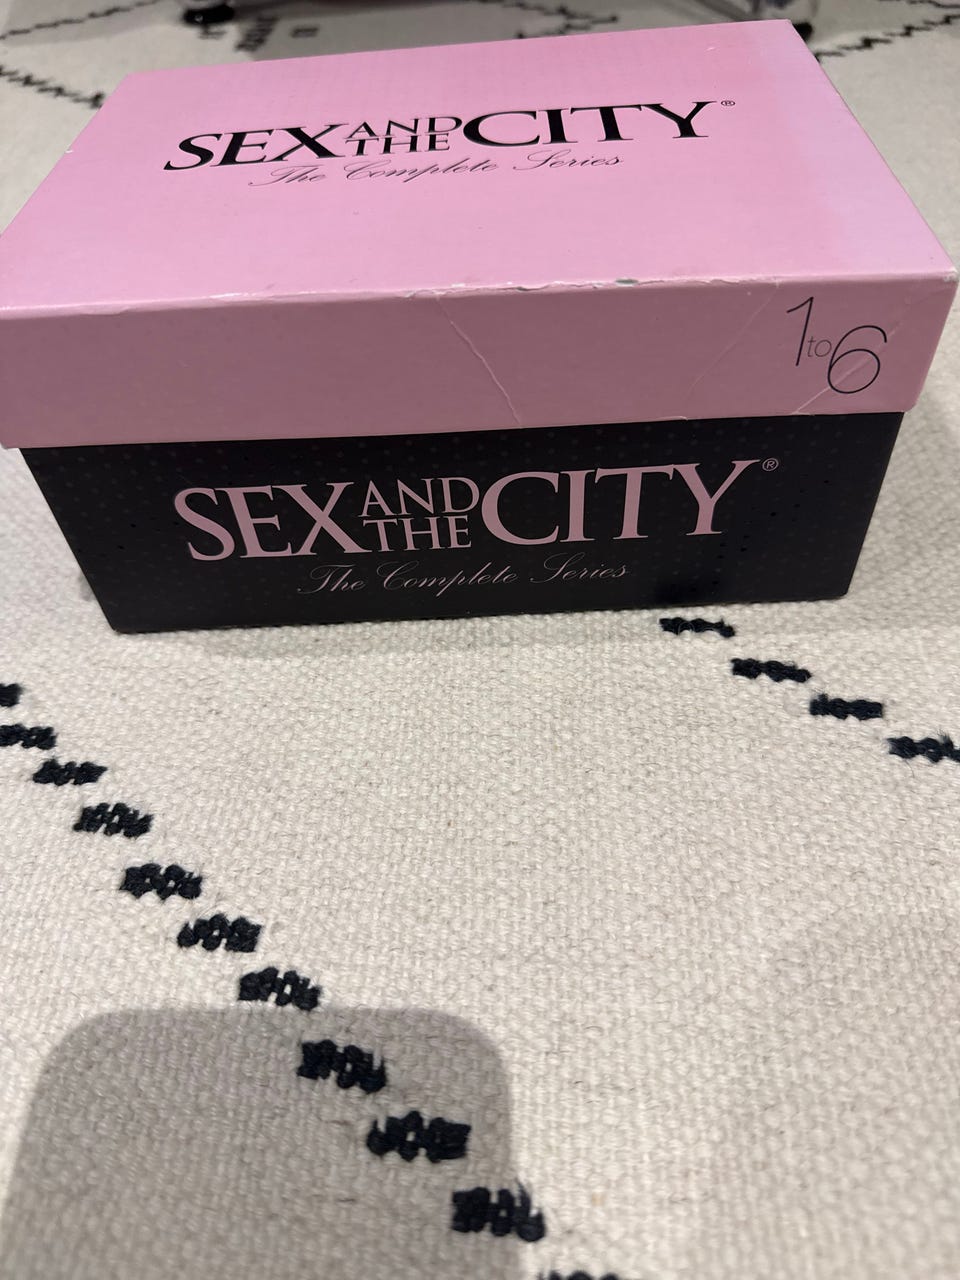 SEX AND THE CITY®
The Complete Series
1 to 6
SEX AND THE CITY®
The Complete Series